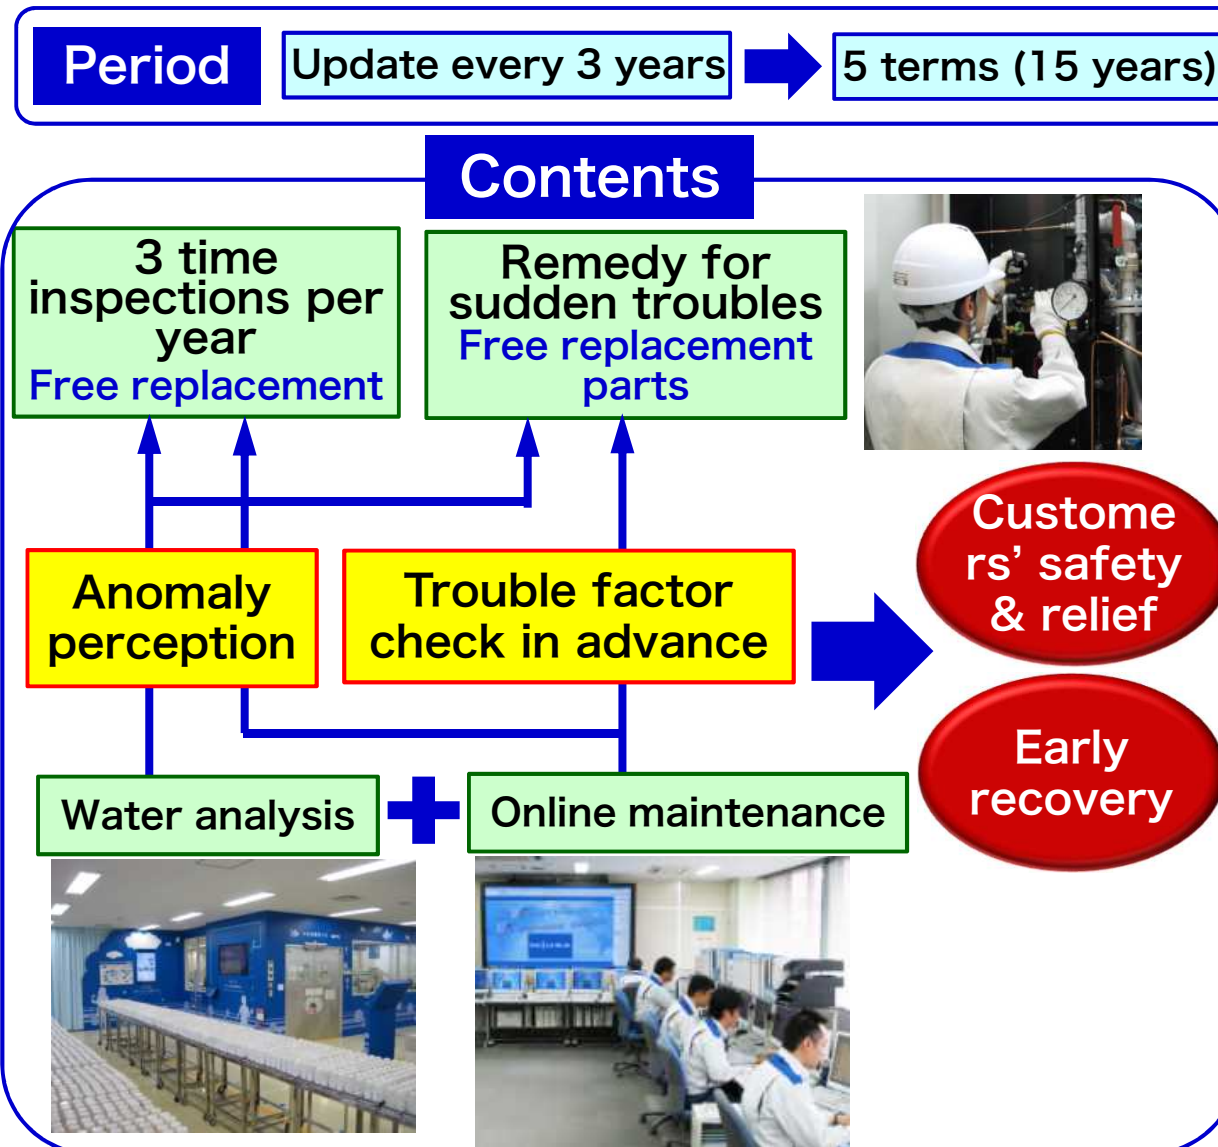 Period
Update every 3 years
5 terms (15 years)
Contents
3 time
inspections per
year
Free replacement
Remedy for
sudden troubles
Free replacement
parts
Anomaly
perception
Trouble factor
check in advance
Custome
rs’ safety
& relief
Early
recovery
Water analysis
Online maintenance